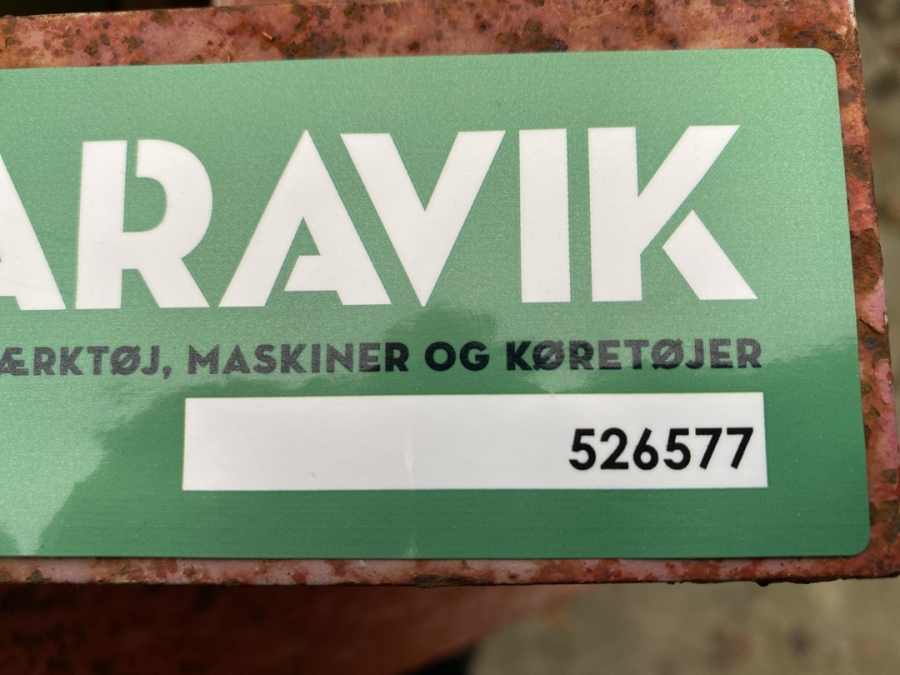 ARAVIK
ÆRKTØJ, MASKINER OG KØRETØJER
526577